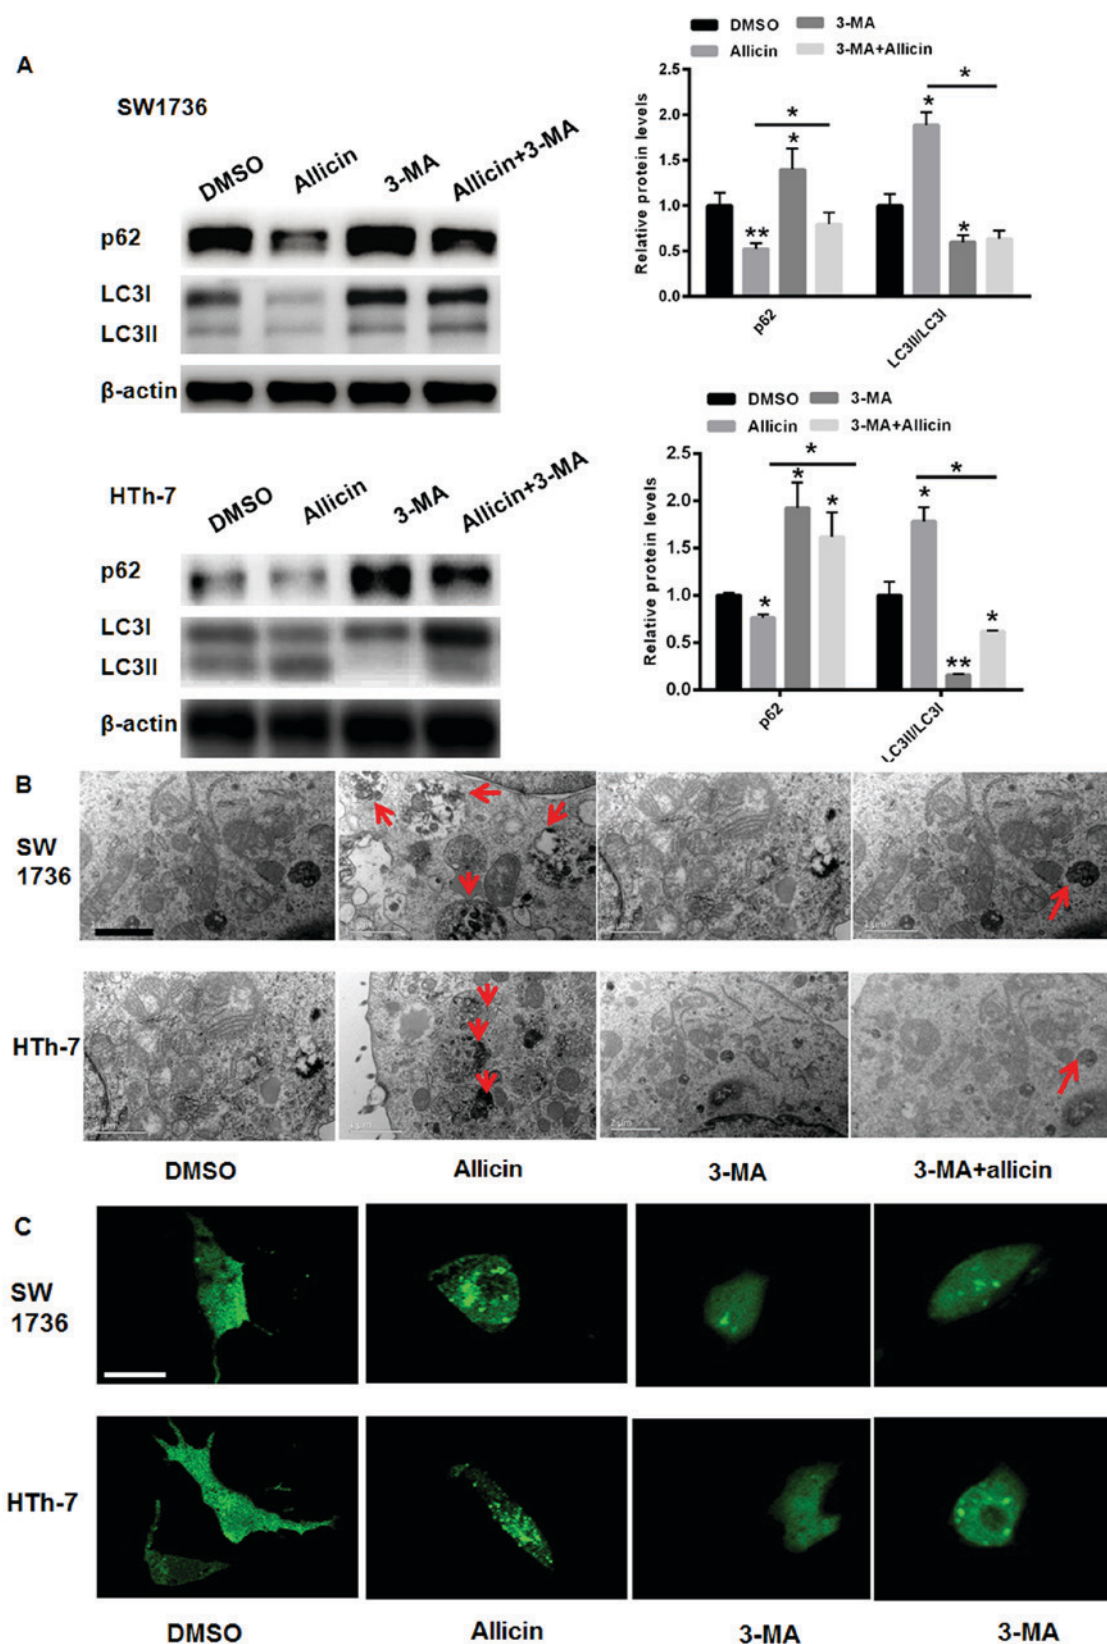 A
SW1736
DMSO
Allicin
3-MA
Allicin+3-MA
p62
LC3I
LC3II
β-actin
DMSO
3-MA
Allicin
3-MA+Allicin
Relative protein levels
2.5
2.0
1.5
1.0
0.5
0.0
*
*
**
*
*
*
p62
LC3II/LC3I
HTh-7
DMSO
Allicin
3-MA
Allicin+3-MA
p62
LC3I
LC3II
β-actin
DMSO
3-MA
Allicin
3-MA+Allicin
Relative protein levels
2.5
2.0
1.5
1.0
0.5
0.0
*
*
*
*
*
*
**
*
p62
LC3II/LC3I
B
SW
1736
HTh-7
2 μm
DMSO
Allicin
3-MA
3-MA+allicin
C
SW
1736
HTh-7
DMSO
Allicin
3-MA
3-MA